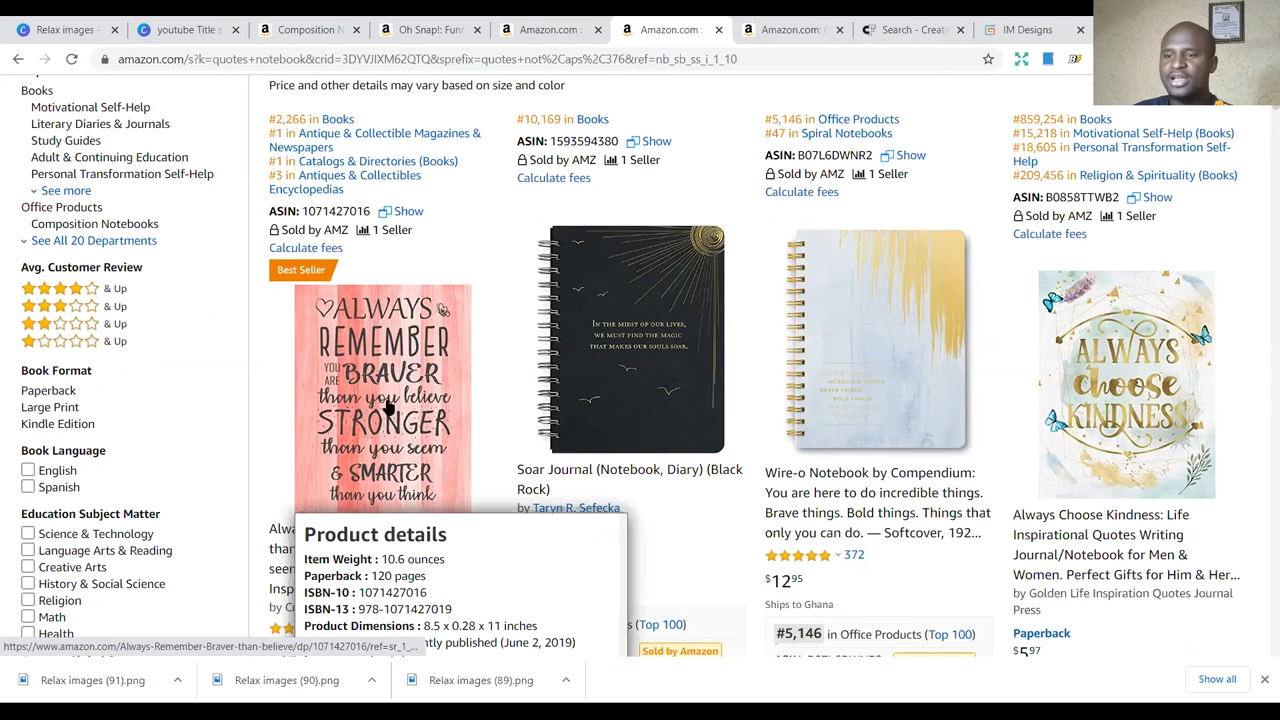 Relax images -
youtube Title s
Composition N
Oh Snap!: Fun
Amazon.com :
Amazon.com :
Amazon.com: C
Search - Creati
IM Designs
amazon.com/s?k=quotes+notebook&crid=3DYVJIXM62QTQ&sprefix=quotes+not%2Caps%2C376&ref=nb_sb_ss_i_1_10
Books
Motivational Self-Help
Literary Diaries & Journals
Study Guides
Adult & Continuing Education
Personal Transformation Self-Help
See more
Office Products
Composition Notebooks
See All 20 Departments
Avg. Customer Review
& Up
& Up
& Up
& Up
Book Format
Paperback
Large Print
Kindle Edition
Book Language
English
Spanish
Education Subject Matter
Science & Technology
Language Arts & Reading
Creative Arts
History & Social Science
Religion
Math
Health
Price and other details may vary based on size and color
#2,266 in Books
#1 in Antique & Collectible Magazines &
Newspapers
#1 in Catalogs & Directories (Books)
#3 in Antiques & Collectibles
Encyclopedias
ASIN: 1071427016 Show
Sold by AMZ 1 Seller
Calculate fees
Best Seller
ALWAYS
REMEMBER
YOU
ARE BRAVER
than you believe
STRONGER
than you seem
& SMARTER
than you think
Product details
Item Weight : 10.6 ounces
Paperback : 120 pages
ISBN-10 : 1071427016
ISBN-13 : 978-1071427019
Product Dimensions : 8.5 x 0.28 x 11 inches
ntly published (June 2, 2019)
#10,169 in Books
ASIN: 1593594380 Show
Sold by AMZ 1 Seller
Calculate fees
IN THE MIDST OF OUR LIVES,
WE MUST FIND THE MAGIC
THAT MAKES OUR SOULS SOAR.
Soar Journal (Notebook, Diary) (Black
Rock)
by Taryn R. Sefecka
(Top 100)
Sold by Amazon
#5,146 in Office Products
#47 in Spiral Notebooks
ASIN: B07L6DWNR2 Show
Sold by AMZ 1 Seller
Calculate fees
Wire-o Notebook by Compendium:
You are here to do incredible things.
Brave things. Bold things. Things that
only you can do. — Softcover, 192...
372
$12 95
Ships to Ghana
#5,146 in Office Products (Top 100)
#859,254 in Books
#15,218 in Motivational Self-Help (Books)
#18,605 in Personal Transformation Self-
Help
#209,456 in Religion & Spirituality (Books)
ASIN: B0858TTWB2 Show
Sold by AMZ 1 Seller
Calculate fees
ALWAYS
choose
KINDNESS
Always Choose Kindness: Life
Inspirational Quotes Writing
Journal/Notebook for Men &
Women. Perfect Gifts for Him & Her...
by Golden Life Inspiration Quotes Journal
Press
Paperback
$5 97
https://www.amazon.com/Always-Remember-Braver-than-believe/dp/1071427016/ref=sr_1_...
Relax images (91).png
Relax images (90).png
Relax images (89).png
Show all